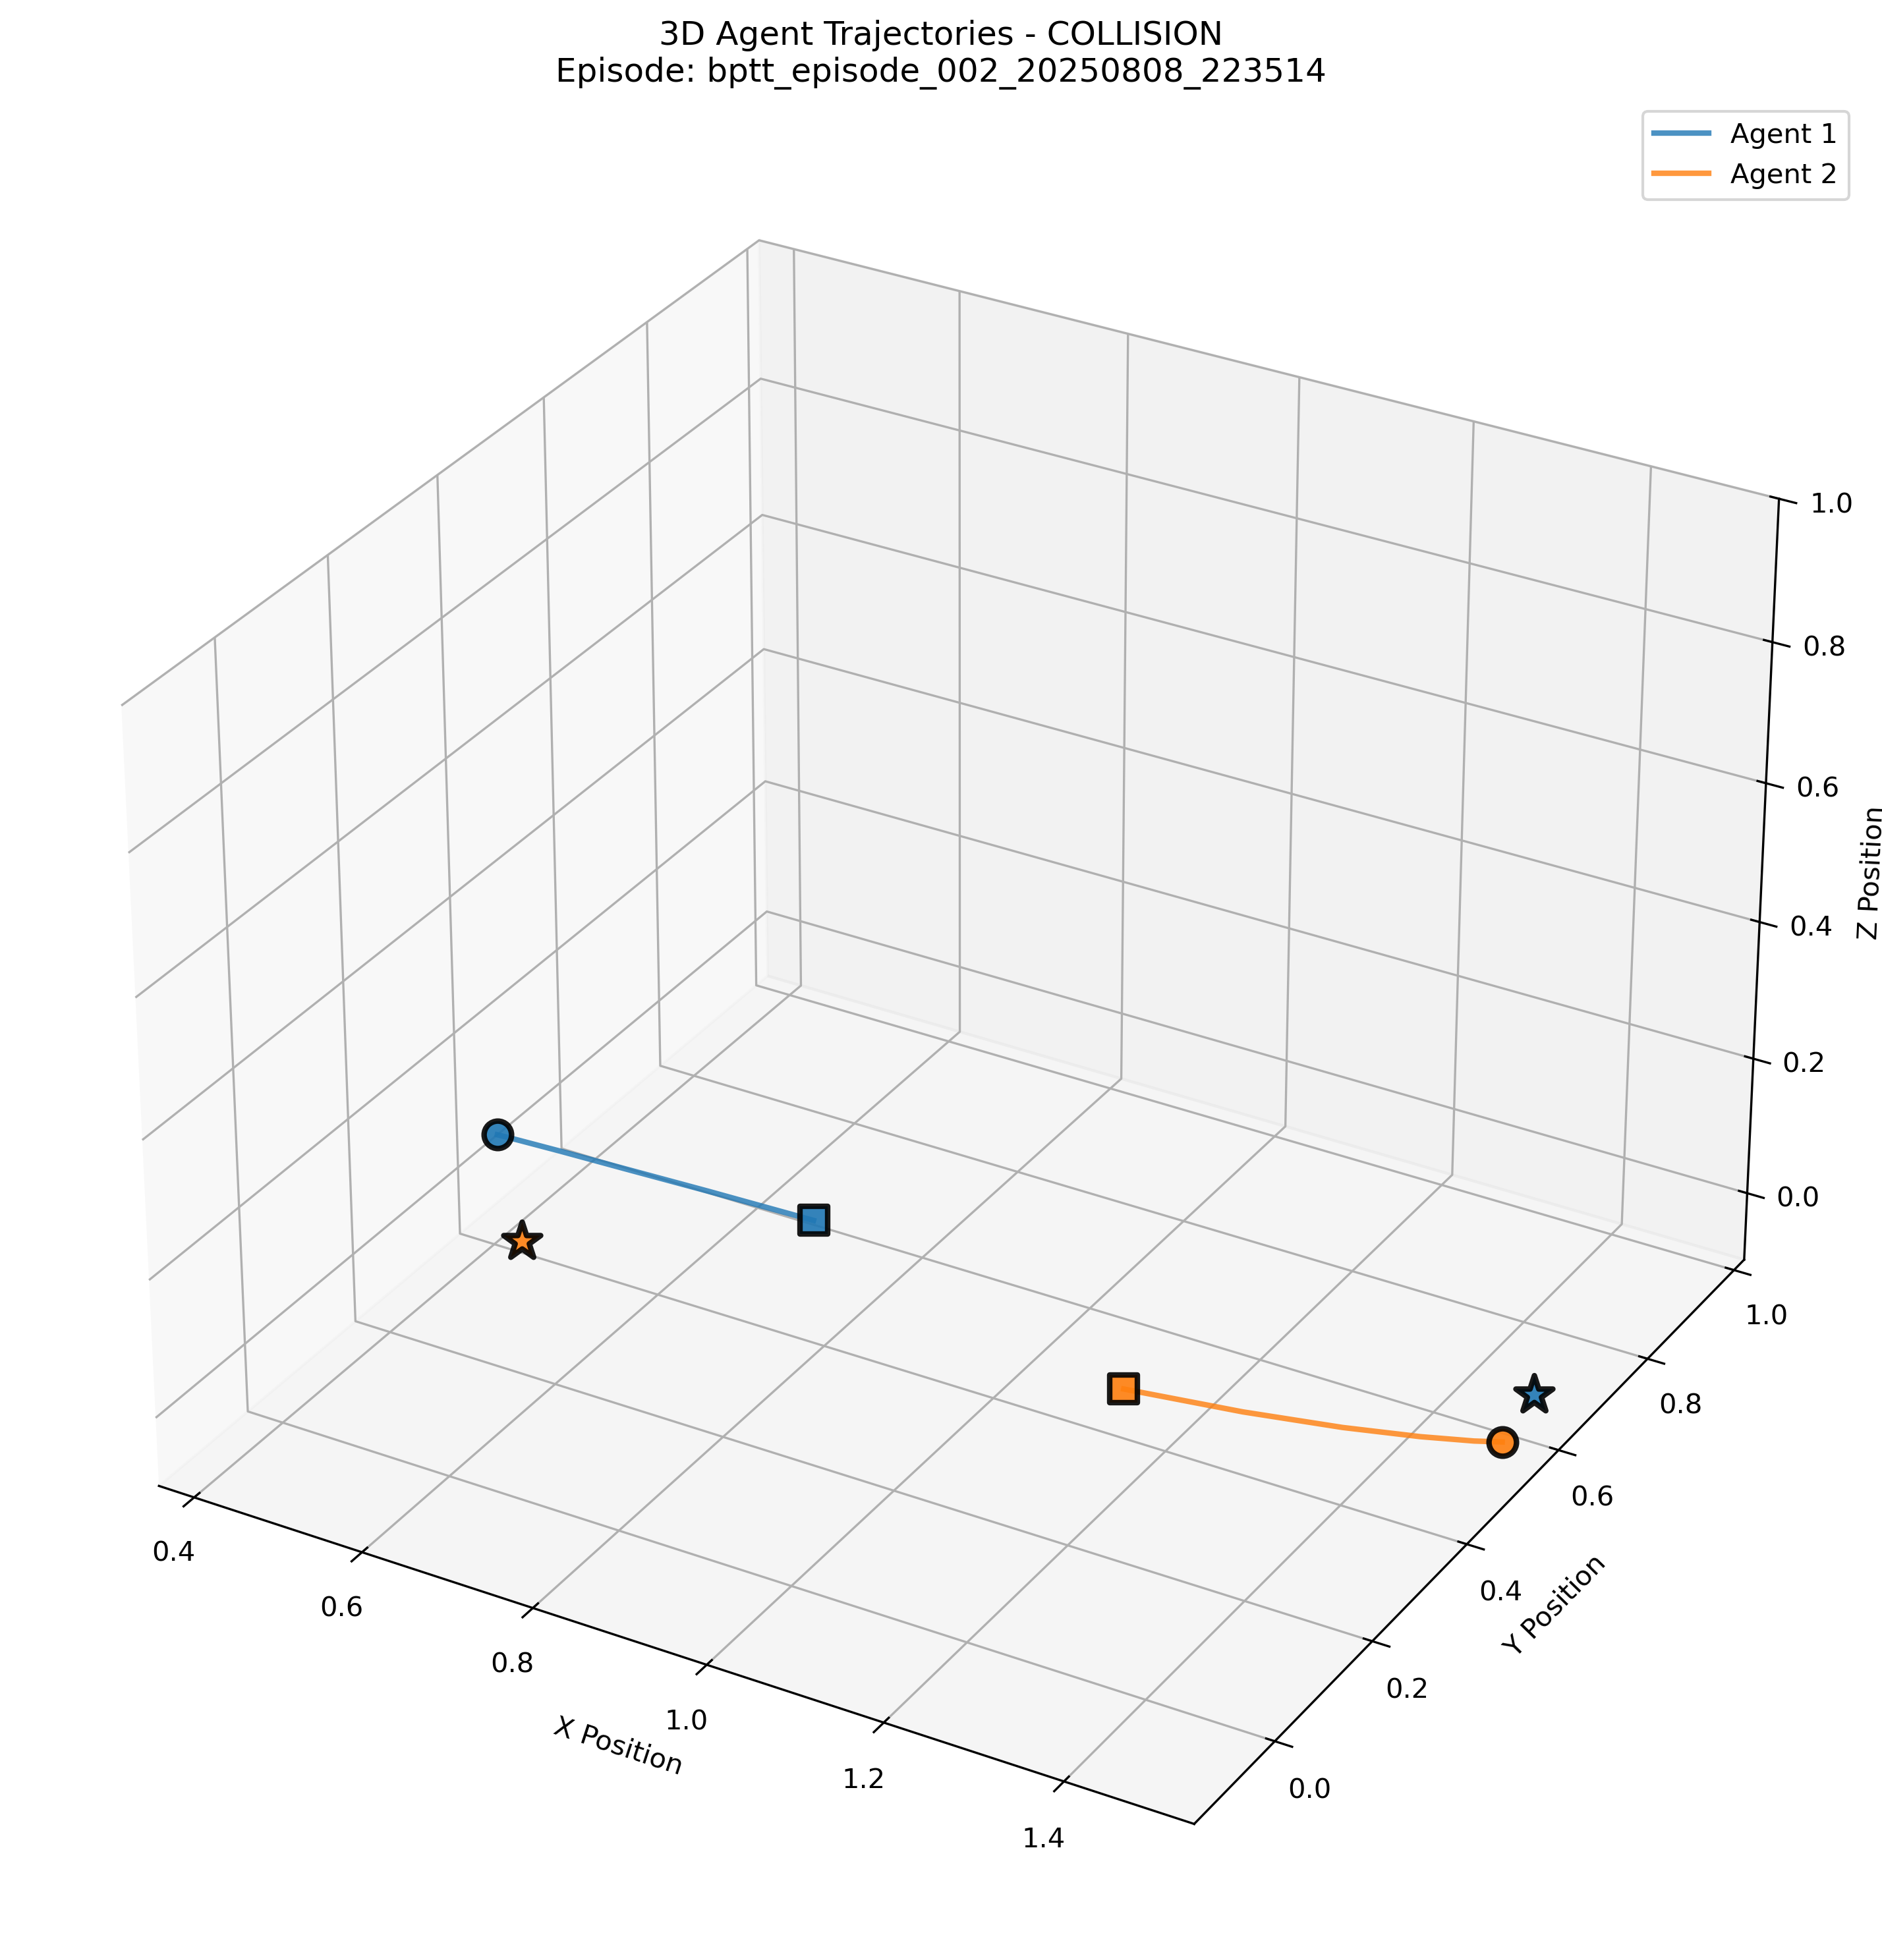 3D Agent Trajectories - COLLISION
Episode: bptt_episode_002_20250808_223514
Agent 1
Agent 2
1.0
0.8
0.6
0.4
0.2
0.0
Z Position
1.0
0.8
0.6
0.4
0.2
0.0
Y Position
0.4
0.6
0.8
1.0
1.2
1.4
X Position